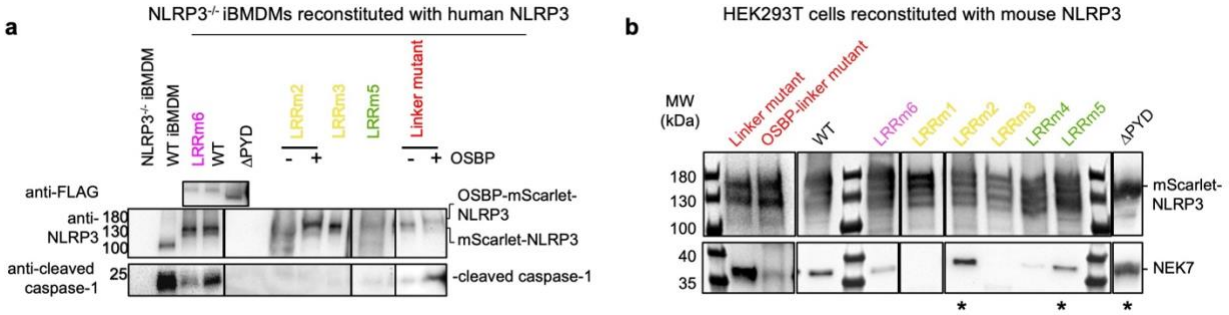 a
NLRP3-/- iBMDMs reconstituted with human NLRP3
NLRP3-/- iBMDM
WT iBMDM
LRRm6
WT
ΔPYD
LRRm2
LRRm3
LRRm5
Linker mutant
- + - + OSBP
anti-FLAG
anti-NLRP3
180
130
100
OSBP-mScarlet-NLRP3
mScarlet-NLRP3
anti-cleaved caspase-1
25
-cleaved caspase-1
b
HEK293T cells reconstituted with mouse NLRP3
MW
(kDa)
Linker mutant
OSBP-linker mutant
WT
LRRm6
LRRm1
LRRm2
LRRm3
LRRm4
LRRm5
ΔPYD
180
130
100
mScarlet-NLRP3
40
35
NEK7
* * *